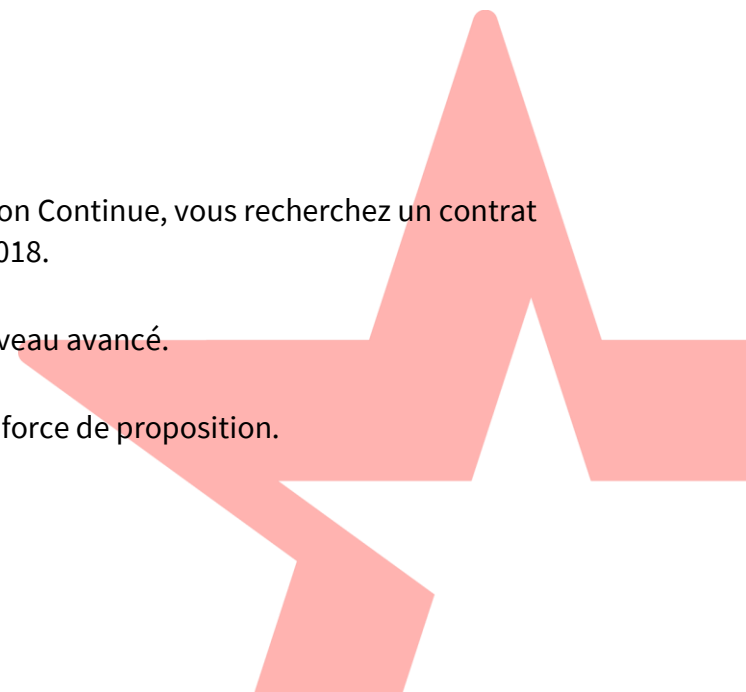 on Continue, vous recherchez un contrat
018.
veau avancé.
force de proposition.